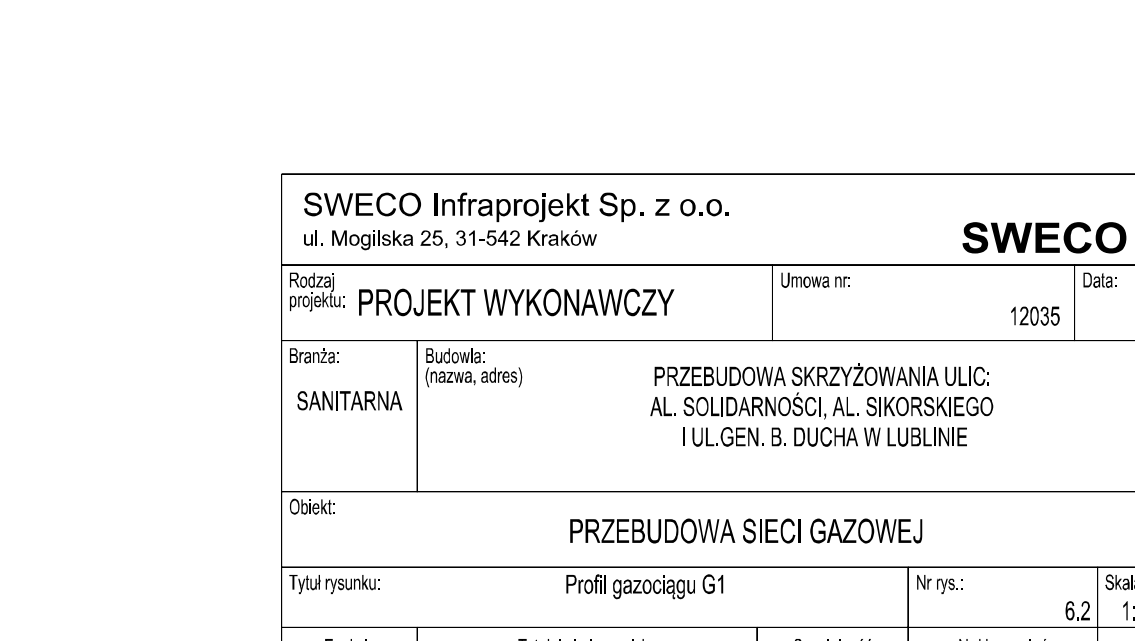 SWECO Infraprojekt Sp. z o.o.
ul. Mogilska 25, 31-542 Kraków
SWECO
Rodzaj
projektu: PROJEKT WYKONAWCZY
Umowa nr:
12035
Data:
Branża:
SANITARNA
Budowla:
(nazwa, adres)
PRZEBUDOWA SKRZYŻOWANIA ULIC:
AL. SOLIDARNOŚCI, AL. SIKORSKIEGO
I UL.GEN. B. DUCHA W LUBLINIE
Obiekt:
PRZEBUDOWA SIECI GAZOWEJ
Tytuł rysunku:
Profil gazociągu G1
Nr rys.:
6.2
1: